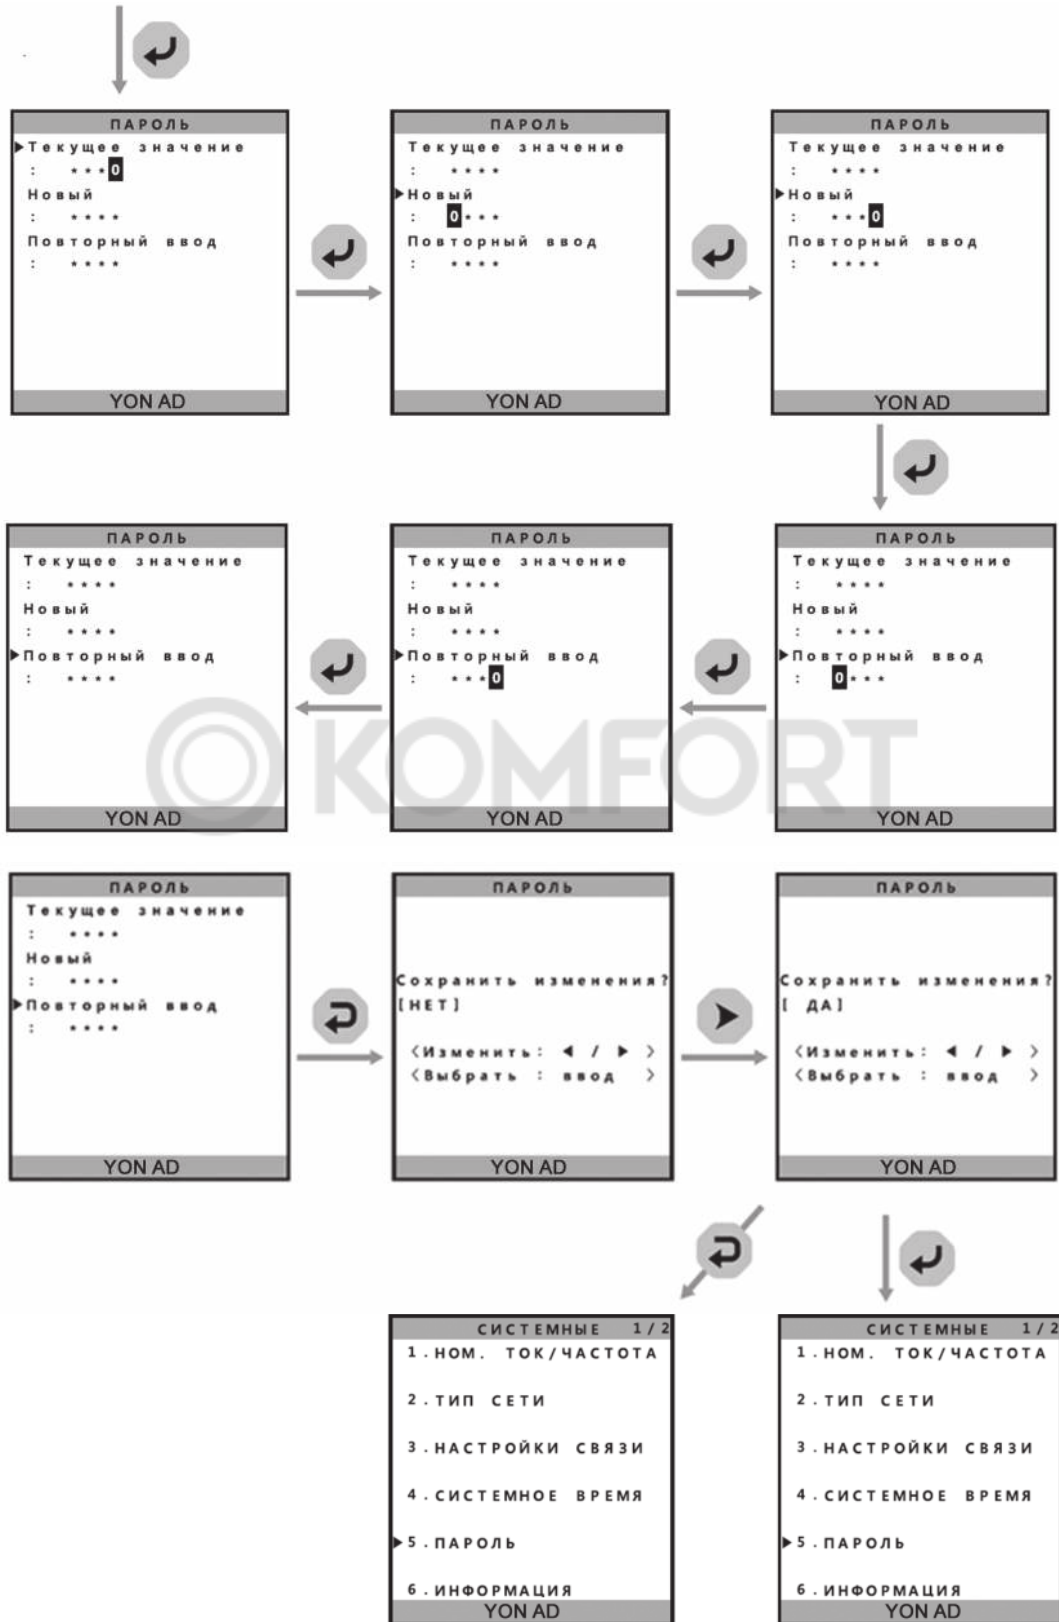 ПАРОЛЬ
▶Текущее значение
: ***0
Новый
: ****
Повторный ввод
: ****
YON AD
ПАРОЛЬ
Текущее значение
: ****
▶Новый
: 0***
Повторный ввод
: ****
YON AD
ПАРОЛЬ
Текущее значение
: ****
▶Новый
: ***0
Повторный ввод
: ****
YON AD
ПАРОЛЬ
Текущее значение
: ****
Новый
: ****
▶Повторный ввод
: ****
YON AD
ПАРОЛЬ
Текущее значение
: ****
Новый
: ****
▶Повторный ввод
: ***0
YON AD
ПАРОЛЬ
Текущее значение
: ****
Новый
: ****
▶Повторный ввод
: 0***
YON AD
KOMFORT
ПАРОЛЬ
Текущее значение
: ****
Новый
: ****
▶Повторный ввод
: ****
YON AD
ПАРОЛЬ
Сохранить изменения?
[НЕТ]
<Изменить: ◀ / ▶ >
<Выбрать : ввод >
YON AD
ПАРОЛЬ
Сохранить изменения?
[ ДА]
<Изменить: ◀ / ▶ >
<Выбрать : ввод >
YON AD
СИСТЕМНЫЕ 1/2
1.НОМ. ТОК/ЧАСТОТА
2.ТИП СЕТИ
3.НАСТРОЙКИ СВЯЗИ
4.СИСТЕМНОЕ ВРЕМЯ
▶5.ПАРОЛЬ
6.ИНФОРМАЦИЯ
YON AD
СИСТЕМНЫЕ 1/2
1.НОМ. ТОК/ЧАСТОТА
2.ТИП СЕТИ
3.НАСТРОЙКИ СВЯЗИ
4.СИСТЕМНОЕ ВРЕМЯ
▶5.ПАРОЛЬ
6.ИНФОРМАЦИЯ
YON AD